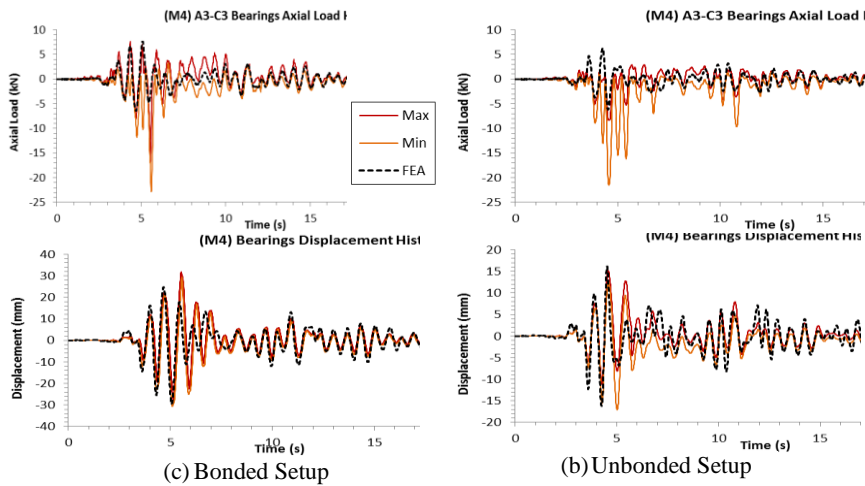 (M4) A3-C3 Bearings Axial Load
(M4) A3-C3 Bearings Axial Load
10
5
0
-5
-10
-15
-20
-25
Axial Load (kN)
0
5
10
15
Time (s)
Max
Min
FEA
10
5
0
-5
-10
-15
-20
-25
Axial Load (kN)
0
5
10
15
Time (s)
(M4) Bearings Displacement Hist
40
30
20
10
0
-10
-20
-30
-40
Displacement (mm)
0
5
10
15
Time (s)
(M4) Bearings Displacement His
20
15
10
5
0
-5
-10
-15
-20
Displacement (mm)
0
5
10
15
Time (s)
(c) Bonded Setup
(b) Unbonded Setup